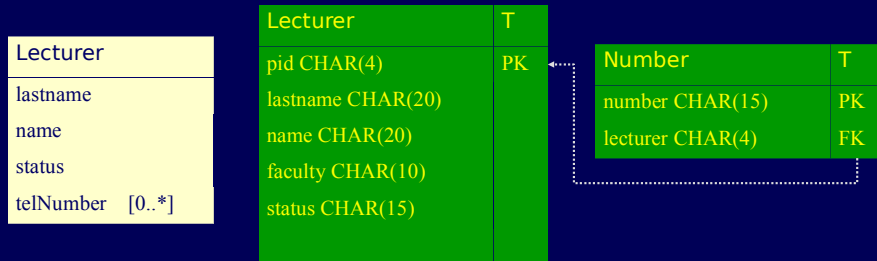 Lecturer
lastname
name
status
telNumber [0..*]
Lecturer T
pid CHAR(4) PK
lastname CHAR(20)
name CHAR(20)
faculty CHAR(10)
status CHAR(15)
Number T
number CHAR(15) PK
lecturer CHAR(4) FK